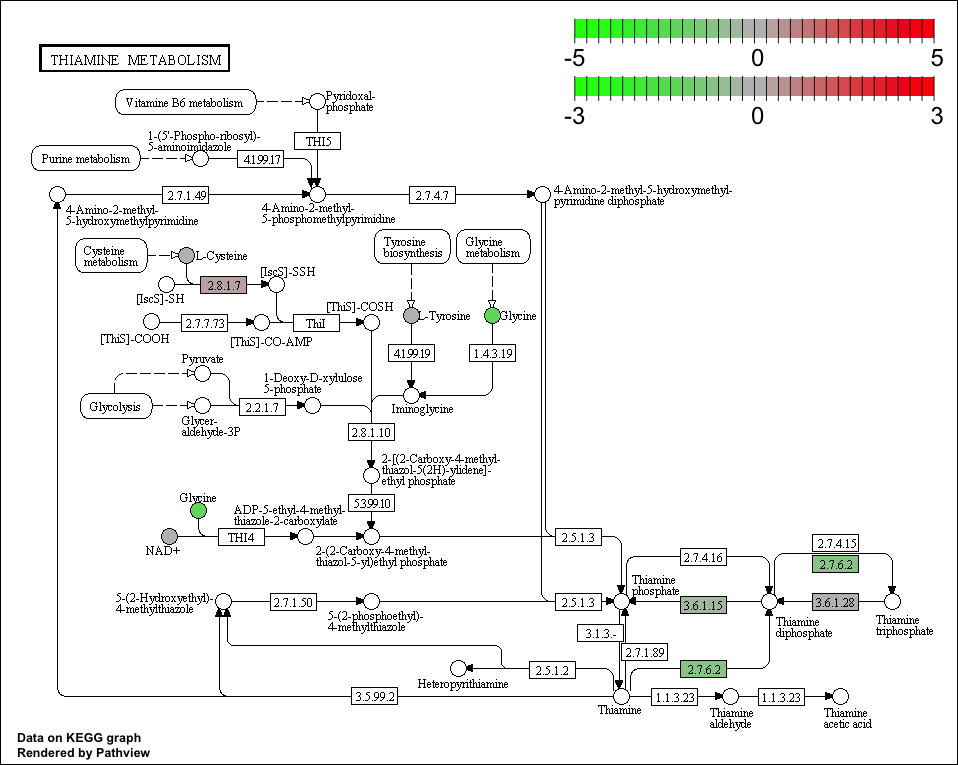 -5 0 5
-3 0 3
THIAMINE METABOLISM
Vitamine B6 metabolism
Pyridoxal-
phosphate
THI5
1-(5'-Phospho-ribosyl)-
5-aminoimidazole
Purine metabolism
4.1.99.17
2.7.1.49
2.7.4.7
4-Amino-2-methyl-
5-hydroxymethylpyrimidine
4-Amino-2-methyl-
5-phosphomethylpyrimidine
4-Amino-2-methyl-5-hydroxymethyl-
pyrimidine diphosphate
Cysteine
metabolism
L-Cysteine
Tyrosine
biosynthesis
Glycine
metabolism
[IscS]-SSH
2.8.1.7
[IscS]-SH
[ThiS]-COSH
2.7.7.73
ThiI
L-Tyrosine
Glycine
[ThiS]-COOH
[ThiS]-CO-AMP
4.1.99.19
1.4.3.19
Pyruvate
1-Deoxy-D-xylulose
5-phosphate
Glycolysis
2.2.1.7
Iminoglycine
Glycer-
aldehyde-3P
2.8.1.10
2-[(2-Carboxy-4-methyl-
thiazol-5(2H)-ylidene]-
ethyl phosphate
Glycine
5.3.99.10
ADP-5-ethyl-4-methyl-
thiazole-2-carboxylate
NAD+
THI4
2-(2-Carboxy-4-methyl-
thiazol-5-yl)ethyl phosphate
2.5.1.3
2.7.4.16
2.7.4.15
2.7.6.2
Thiamine
phosphate
5-(2-Hydroxyethyl)-
4-methylthiazole
2.7.1.50
5-(2-phosphoethyl)-
4-methylthiazole
2.5.1.3
3.6.1.15
3.6.1.28
Thiamine
diphosphate
Thiamine
triphosphate
3.1.3.-
2.7.1.89
Heteropyrithiamine
2.5.1.2
2.7.6.2
3.5.99.2
Thiamine
1.1.3.23
Thiamine
aldehyde
1.1.3.23
Thiamine
acetic acid
Data on KEGG graph
Rendered by Pathview